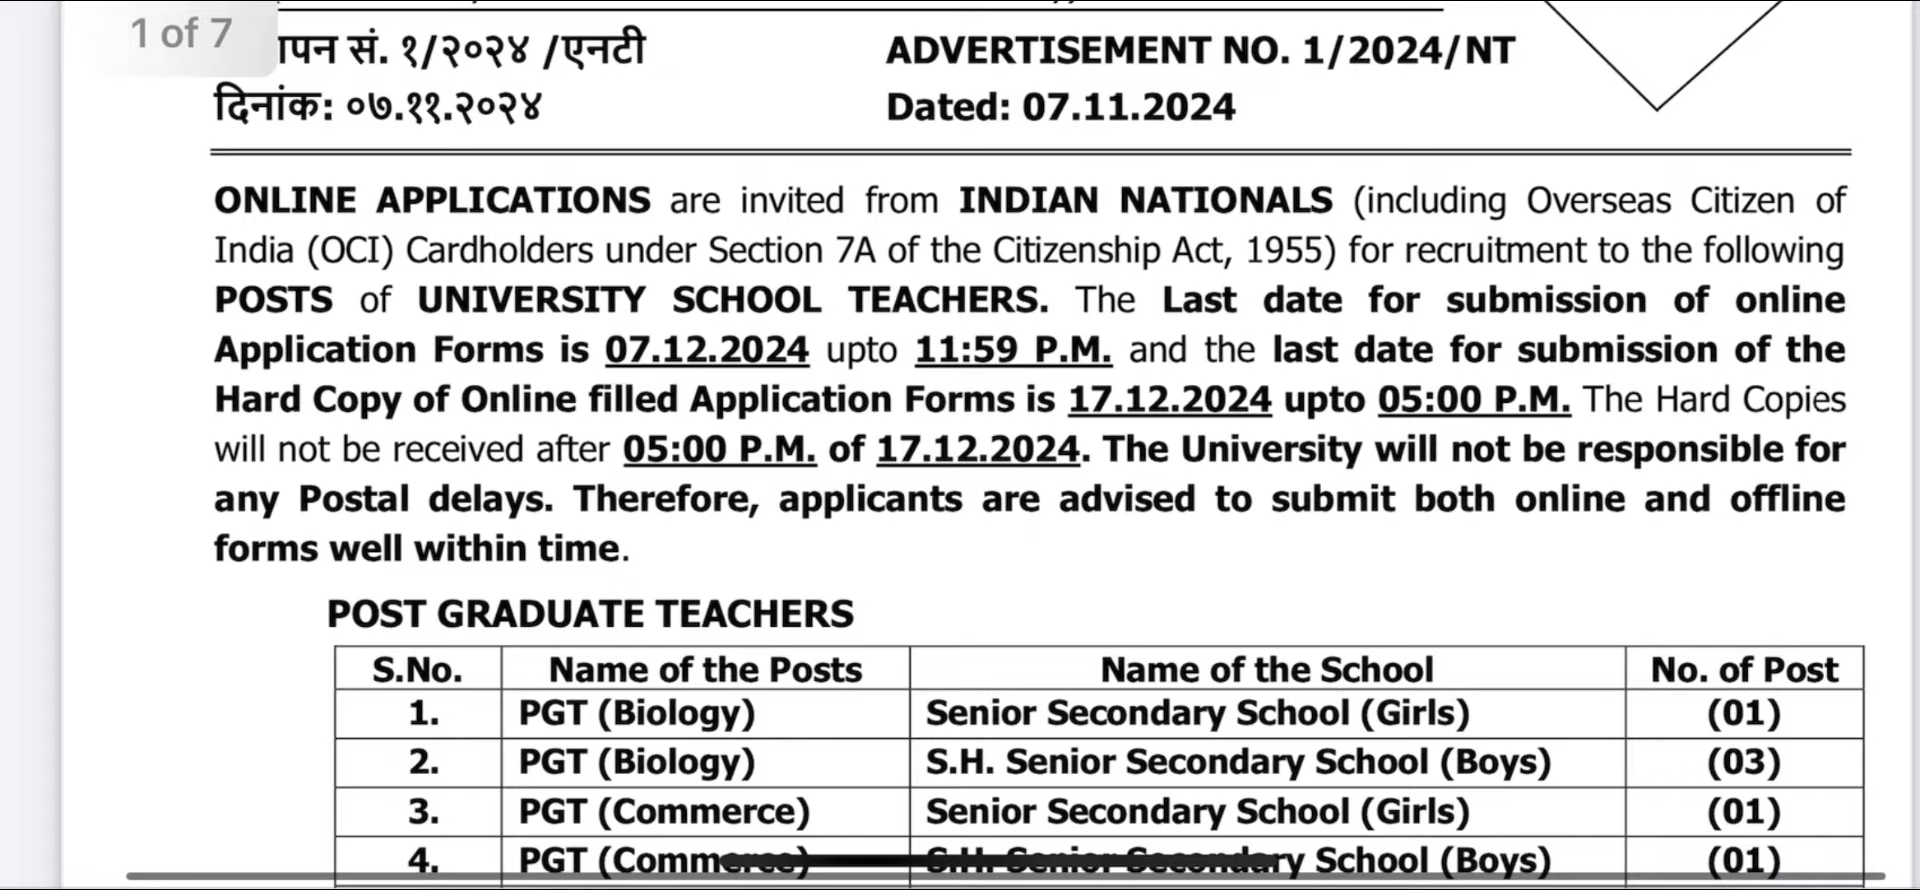 1 of 7
ापन सं. १/२०२४ /एनटी
ADVERTISEMENT NO. 1/2024/NT
दिनांक: ०७.११.२०२४
Dated: 07.11.2024
ONLINE APPLICATIONS are invited from INDIAN NATIONALS (including Overseas Citizen of
India (OCI) Cardholders under Section 7A of the Citizenship Act, 1955) for recruitment to the following
POSTS of UNIVERSITY SCHOOL TEACHERS. The Last date for submission of online
Application Forms is 07.12.2024 upto 11:59 P.M. and the last date for submission of the
Hard Copy of Online filled Application Forms is 17.12.2024 upto 05:00 P.M. The Hard Copies
will not be received after 05:00 P.M. of 17.12.2024. The University will not be responsible for
any Postal delays. Therefore, applicants are advised to submit both online and offline
forms well within time.
POST GRADUATE TEACHERS
S.No. Name of the Posts Name of the School No. of Post
1. PGT (Biology) Senior Secondary School (Girls) (01)
2. PGT (Biology) S.H. Senior Secondary School (Boys) (03)
3. PGT (Commerce) Senior Secondary School (Girls) (01)
4. PGT (Commerce) S.H. Senior Secondary School (Boys) (01)